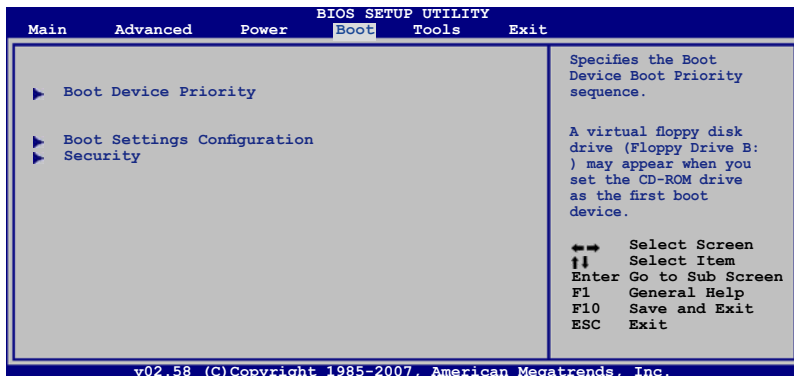 BIOS SETUP UTILITY
Main Advanced Power Boot Tools Exit
Boot Device Priority
Boot Settings Configuration
Security
Specifies the Boot
Device Boot Priority
sequence.
A virtual floppy disk
drive (Floppy Drive B:
) may appear when you
set the CD-ROM drive
as the first boot
device.
Select Screen
Select Item
Enter Go to Sub Screen
F1 General Help
F10 Save and Exit
ESC Exit
v02.58 (C)Copyright 1985-2007, American Megatrends, Inc.